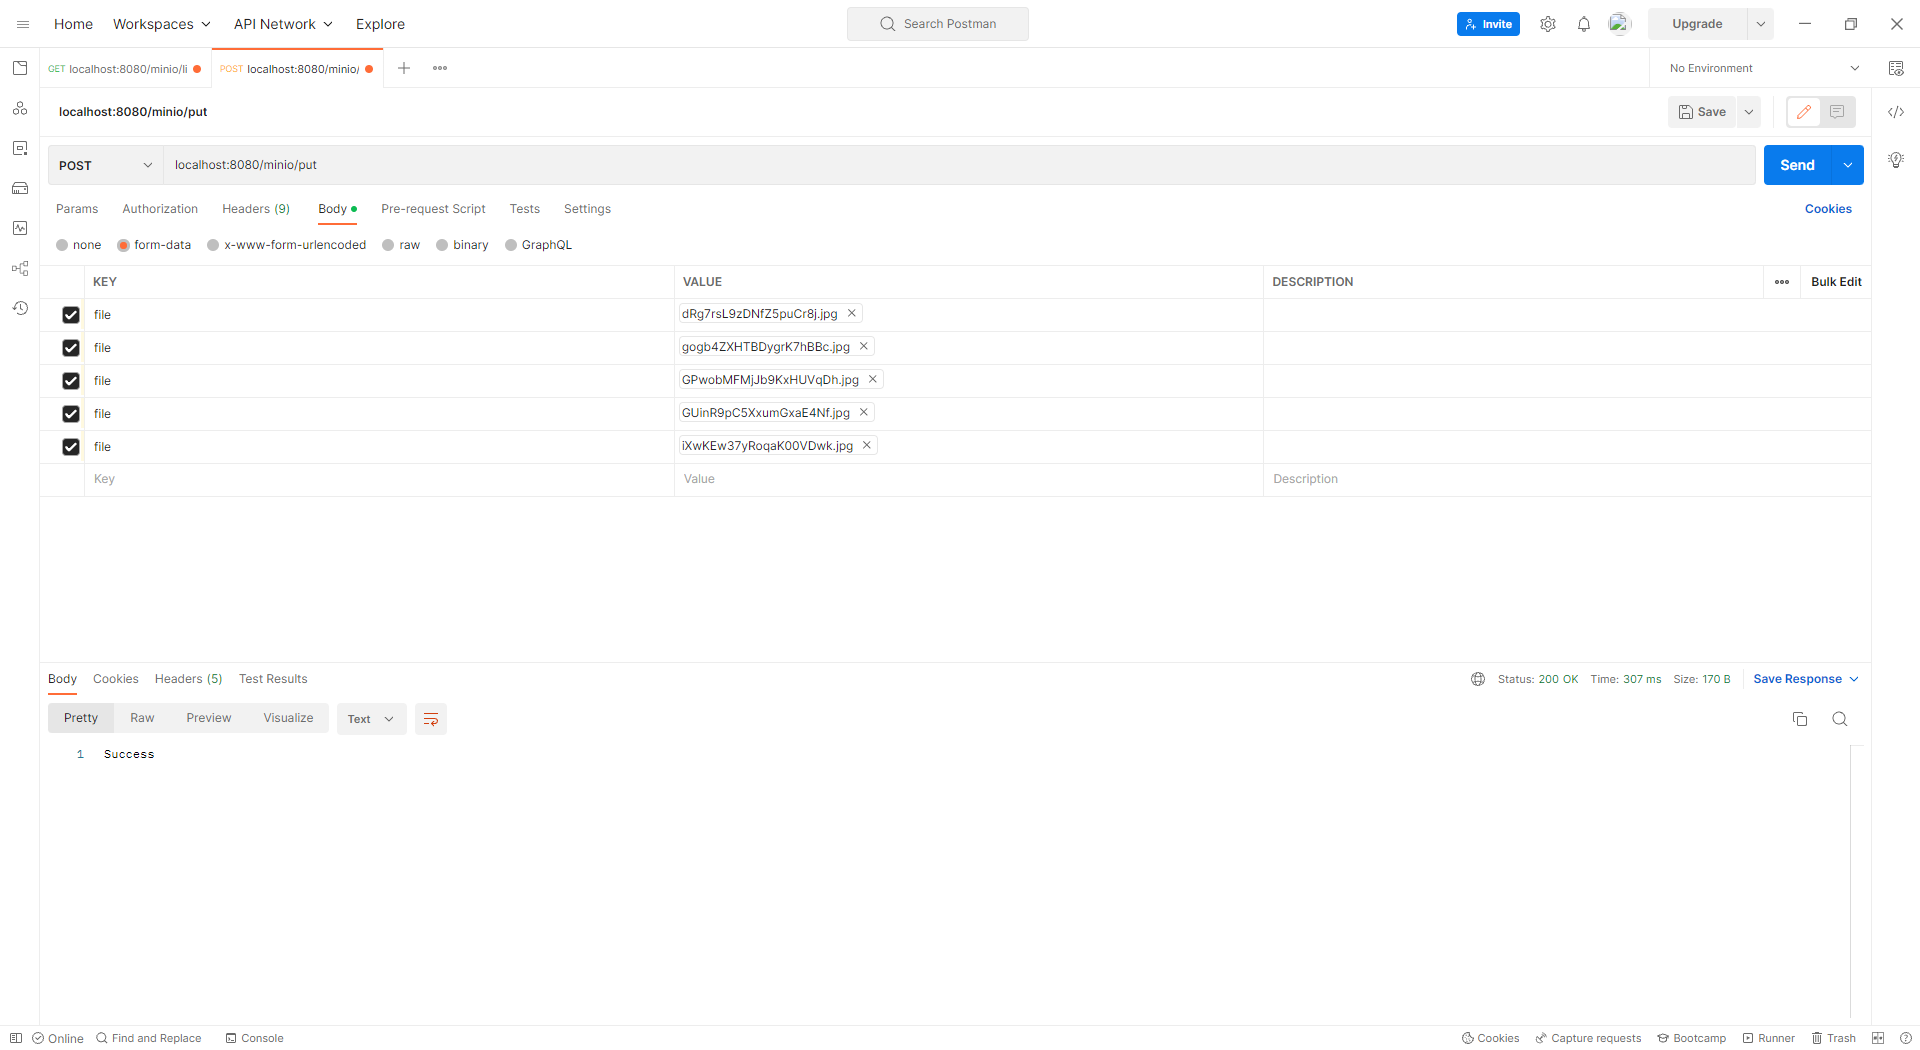 Home Workspaces API Network Explore Search Postman Invite Upgrade
GET localhost:8080/minio/li POST localhost:8080/minio/ No Environment
localhost:8080/minio/put Save
POST localhost:8080/minio/put Send
Params Authorization Headers (9) Body Pre-request Script Tests Settings Cookies
none form-data x-www-form-urlencoded raw binary GraphQL
KEY VALUE DESCRIPTION Bulk Edit
file dRg7rsL9zDNfZ5puCr8j.jpg
file gogb4ZXHTBDygrK7hBBc.jpg
file GPwobMFMjJb9KxHUVqDh.jpg
file GUinR9pC5XxumGxaE4Nf.jpg
file iXwKEw37yRoqaK00VDwk.jpg
Key Value Description
Body Cookies Headers (5) Test Results Status: 200 OK Time: 307 ms Size: 170 B Save Response
Pretty Raw Preview Visualize Text
1 Success
Online Find and Replace Console Cookies Capture requests Bootcamp Runner Trash